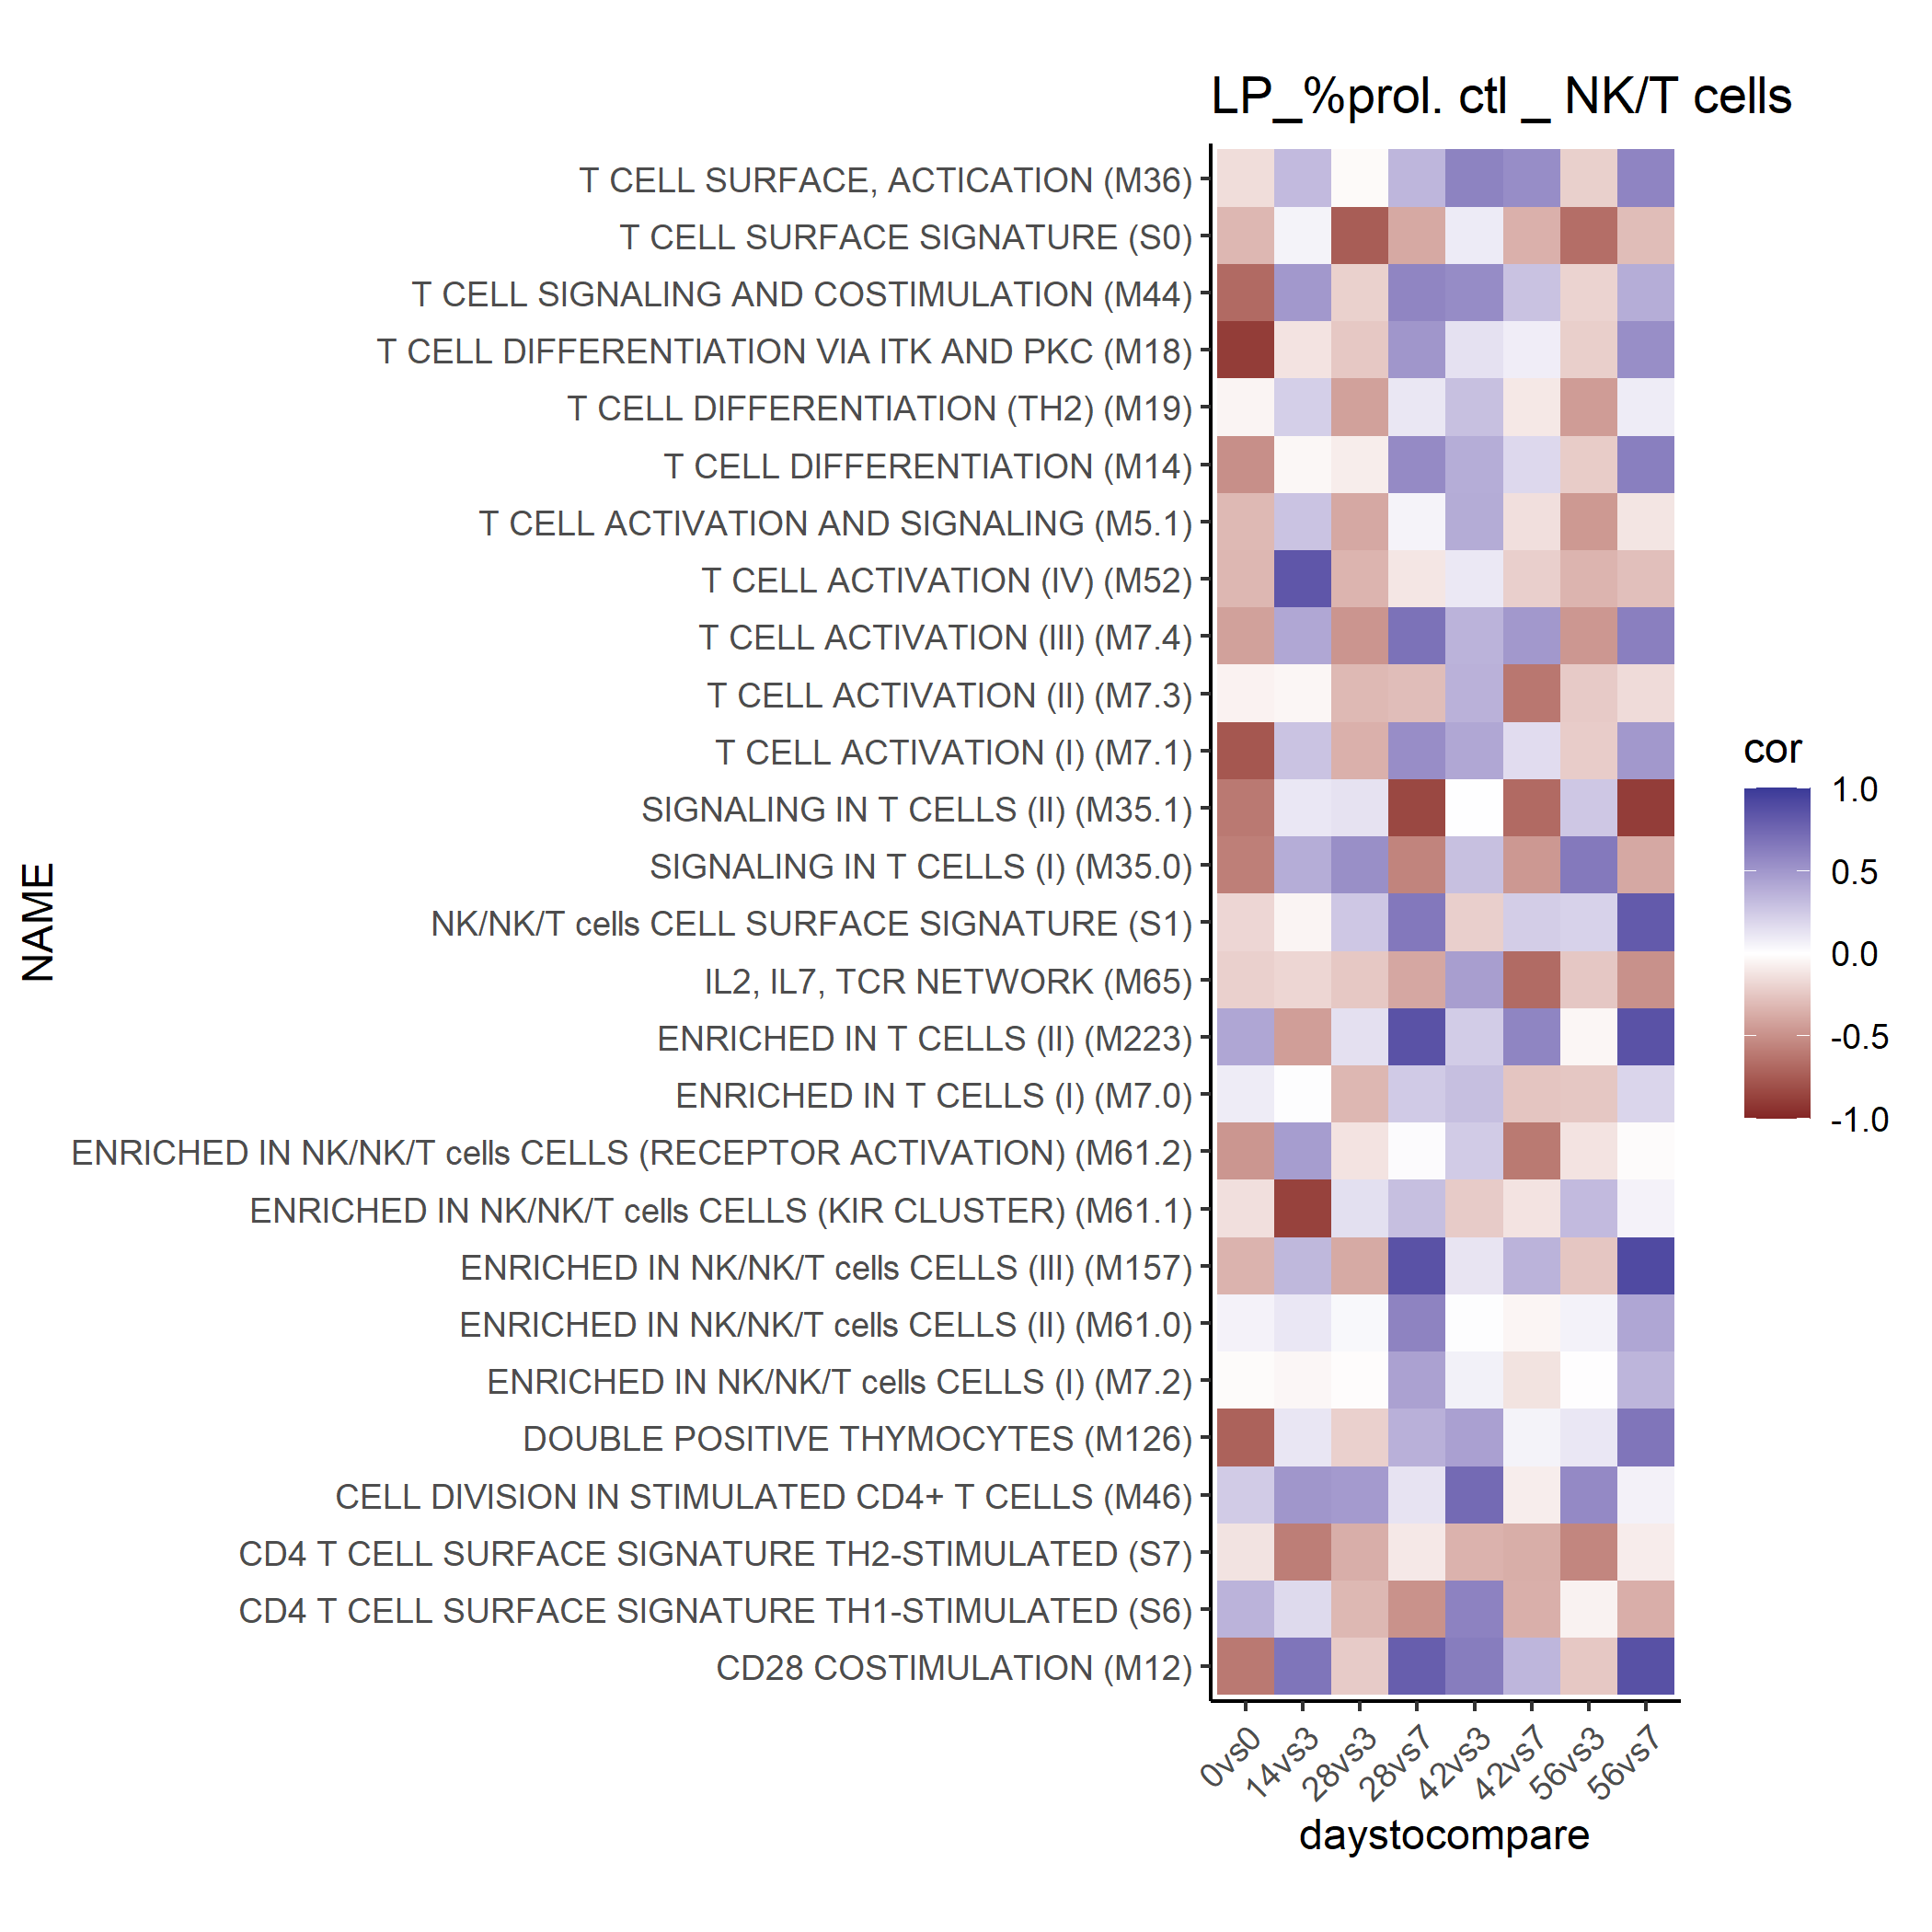 LP_%prol. ctl _ NK/T cells
T CELL SURFACE, ACTICATION (M36)
T CELL SURFACE SIGNATURE (S0)
T CELL SIGNALING AND COSTIMULATION (M44)
T CELL DIFFERENTIATION VIA ITK AND PKC (M18)
T CELL DIFFERENTIATION (TH2) (M19)
T CELL DIFFERENTIATION (M14)
T CELL ACTIVATION AND SIGNALING (M5.1)
T CELL ACTIVATION (IV) (M52)
T CELL ACTIVATION (III) (M7.4)
T CELL ACTIVATION (II) (M7.3)
T CELL ACTIVATION (I) (M7.1)
SIGNALING IN T CELLS (II) (M35.1)
SIGNALING IN T CELLS (I) (M35.0)
NK/NK/T cells CELL SURFACE SIGNATURE (S1)
IL2, IL7, TCR NETWORK (M65)
ENRICHED IN T CELLS (II) (M223)
ENRICHED IN T CELLS (I) (M7.0)
ENRICHED IN NK/NK/T cells CELLS (RECEPTOR ACTIVATION) (M61.2)
ENRICHED IN NK/NK/T cells CELLS (KIR CLUSTER) (M61.1)
ENRICHED IN NK/NK/T cells CELLS (III) (M157)
ENRICHED IN NK/NK/T cells CELLS (II) (M61.0)
ENRICHED IN NK/NK/T cells CELLS (I) (M7.2)
DOUBLE POSITIVE THYMOCYTES (M126)
CELL DIVISION IN STIMULATED CD4+ T CELLS (M46)
CD4 T CELL SURFACE SIGNATURE TH2-STIMULATED (S7)
CD4 T CELL SURFACE SIGNATURE TH1-STIMULATED (S6)
CD28 COSTIMULATION (M12)
NAME
0vs0
14vs3
28vs3
28vs7
42vs3
42vs7
56vs3
56vs7
daystocompare
cor
1.0
0.5
0.0
-0.5
-1.0